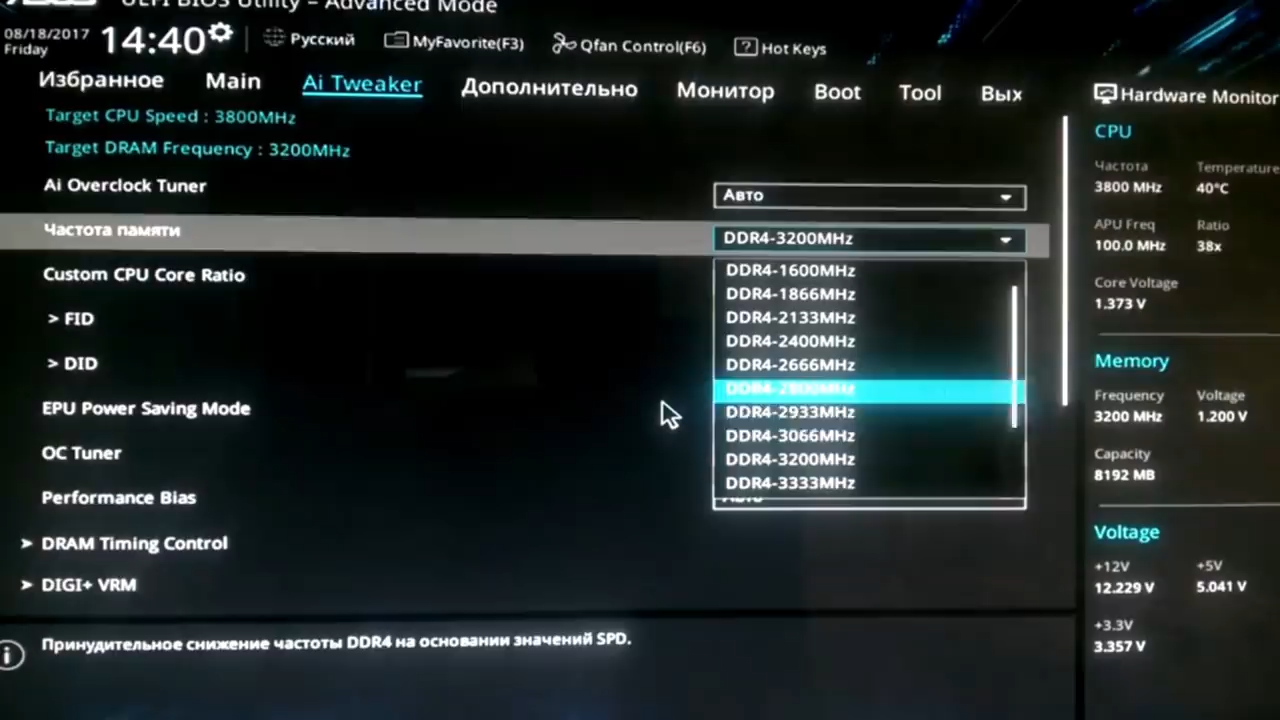 UEFI BIOS Utility – Advanced Mode
08/18/2017
Friday
14:40
Русский
MyFavorite(F3)
Qfan Control(F6)
? Hot Keys
Избранное Main Ai Tweaker Дополнительно Монитор Boot Tool Вых
Target CPU Speed : 3800MHz
Target DRAM Frequency : 3200MHz
Ai Overclock Tuner Авто
Частота памяти DDR4-3200MHz
Custom CPU Core Ratio
> FID
> DID
EPU Power Saving Mode
OC Tuner
Performance Bias
> DRAM Timing Control
> DIGI+ VRM
DDR4-1600MHz
DDR4-1866MHz
DDR4-2133MHz
DDR4-2400MHz
DDR4-2666MHz
DDR4-2800MHz
DDR4-2933MHz
DDR4-3066MHz
DDR4-3200MHz
DDR4-3333MHz
Авто
Принудительное снижение частоты DDR4 на основании значений SPD.
Hardware Monitor
CPU
Частота Temperature
3800 MHz 40°C
APU Freq Ratio
100.0 MHz 38x
Core Voltage
1.373 V
Memory
Frequency Voltage
3200 MHz 1.200 V
Capacity
8192 MB
Voltage
+12V +5V
12.229 V 5.041 V
+3.3V
3.357 V